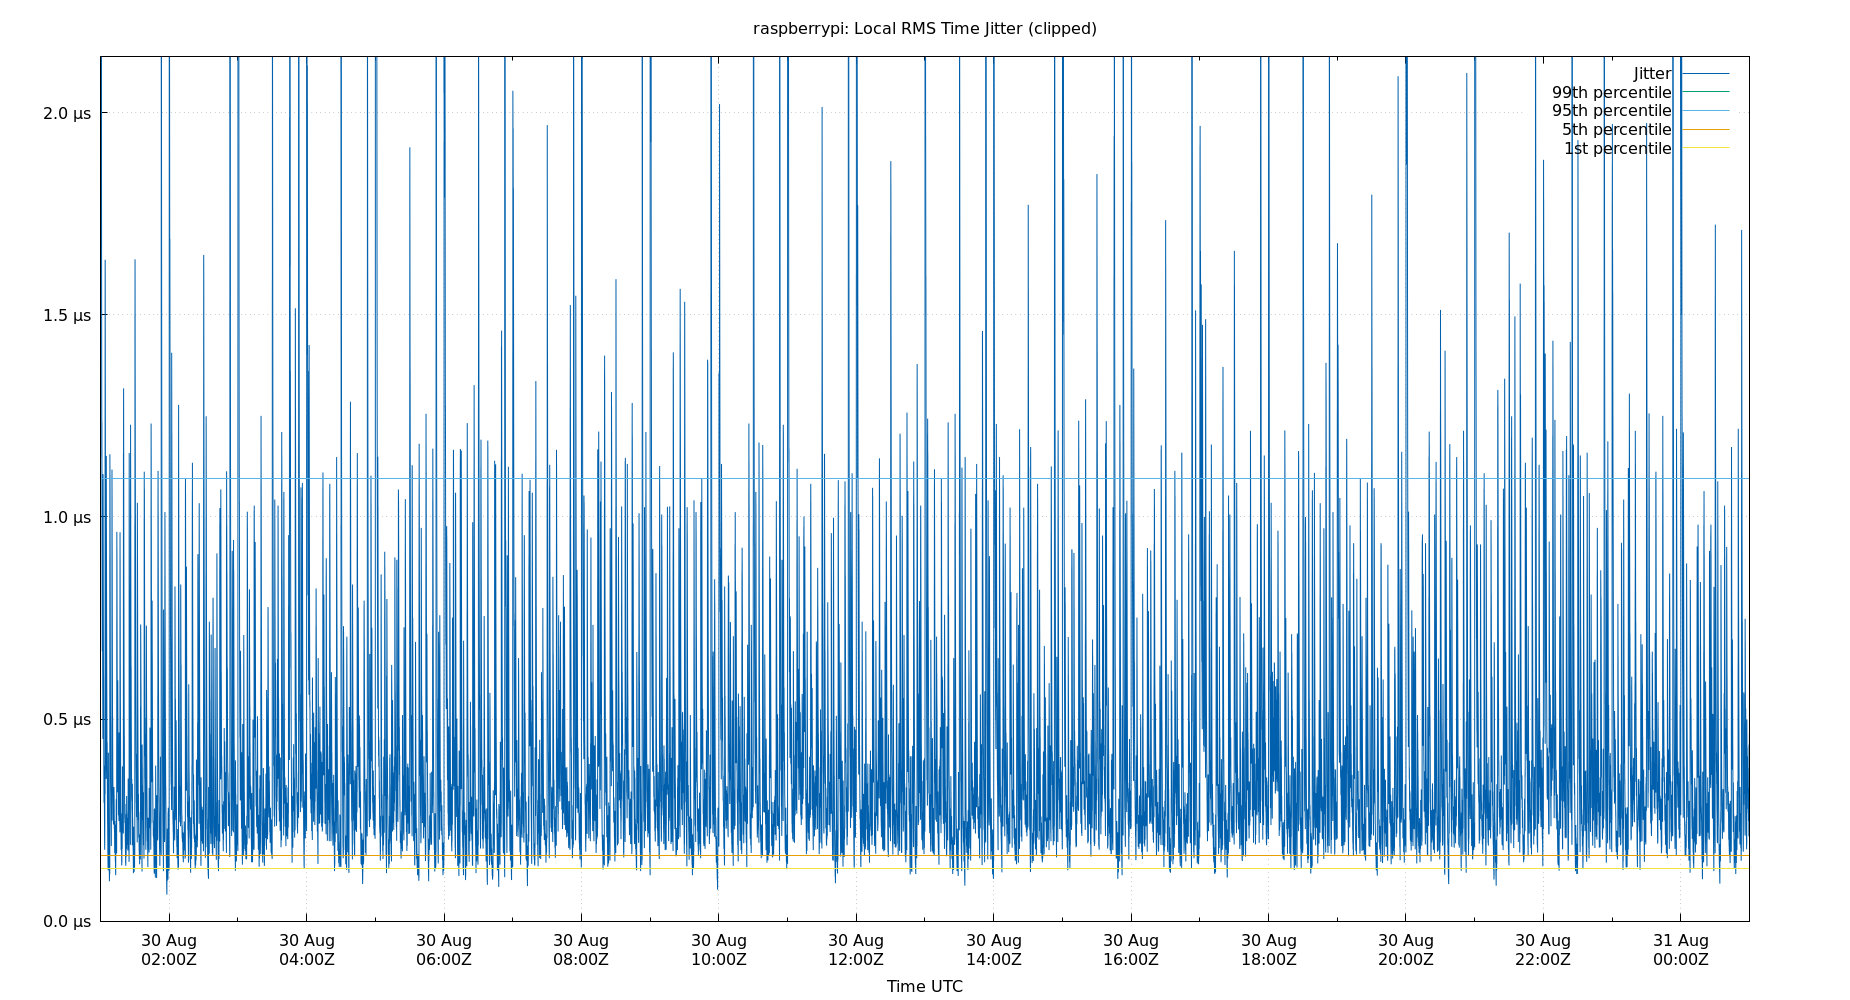 raspberrypi: Local RMS Time Jitter (clipped)
Jitter
99th percentile
95th percentile
5th percentile
1st percentile
2.0 µs
1.5 µs
1.0 µs
0.5 µs
0.0 µs
30 Aug 30 Aug 30 Aug 30 Aug 30 Aug 30 Aug 30 Aug 30 Aug 30 Aug 30 Aug 30 Aug 31 Aug
02:00Z 04:00Z 06:00Z 08:00Z 10:00Z 12:00Z 14:00Z 16:00Z 18:00Z 20:00Z 22:00Z 00:00Z
Time UTC